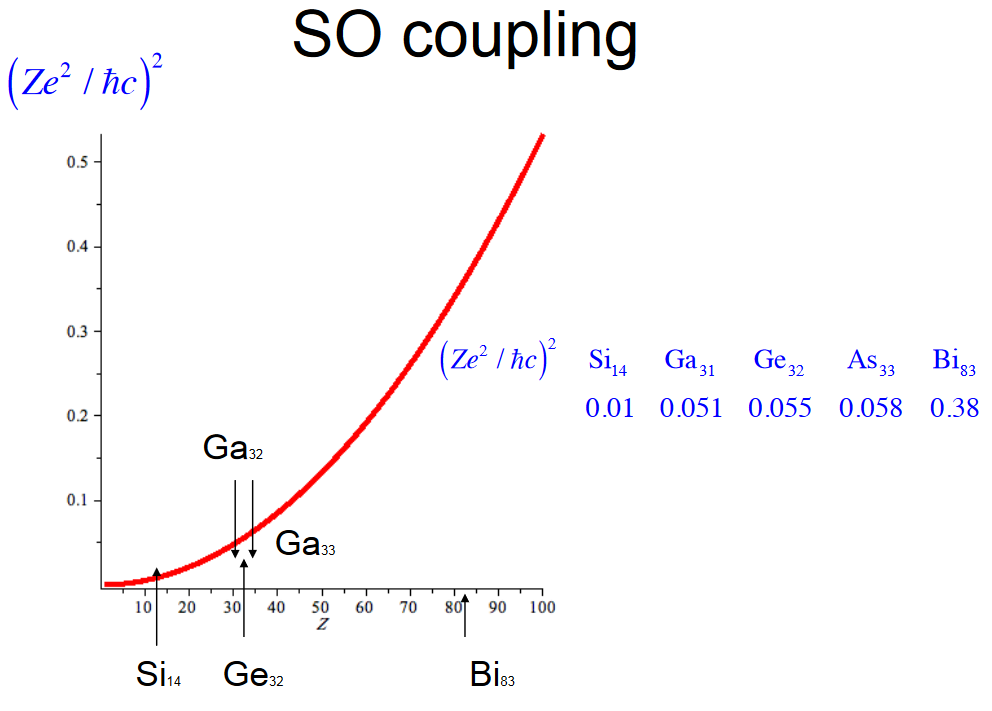 SO coupling
(Ze² / ħc)²
0.5
0.4
0.3
0.2
0.1
10 20 30 40 50 60 70 80 90 100
Z
Ga₃₂
Ga₃₃
Si₁₄ Ge₃₂ Bi₈₃
(Ze² / ħc)² Si₁₄ Ga₃₁ Ge₃₂ As₃₃ Bi₈₃
0.01 0.051 0.055 0.058 0.38